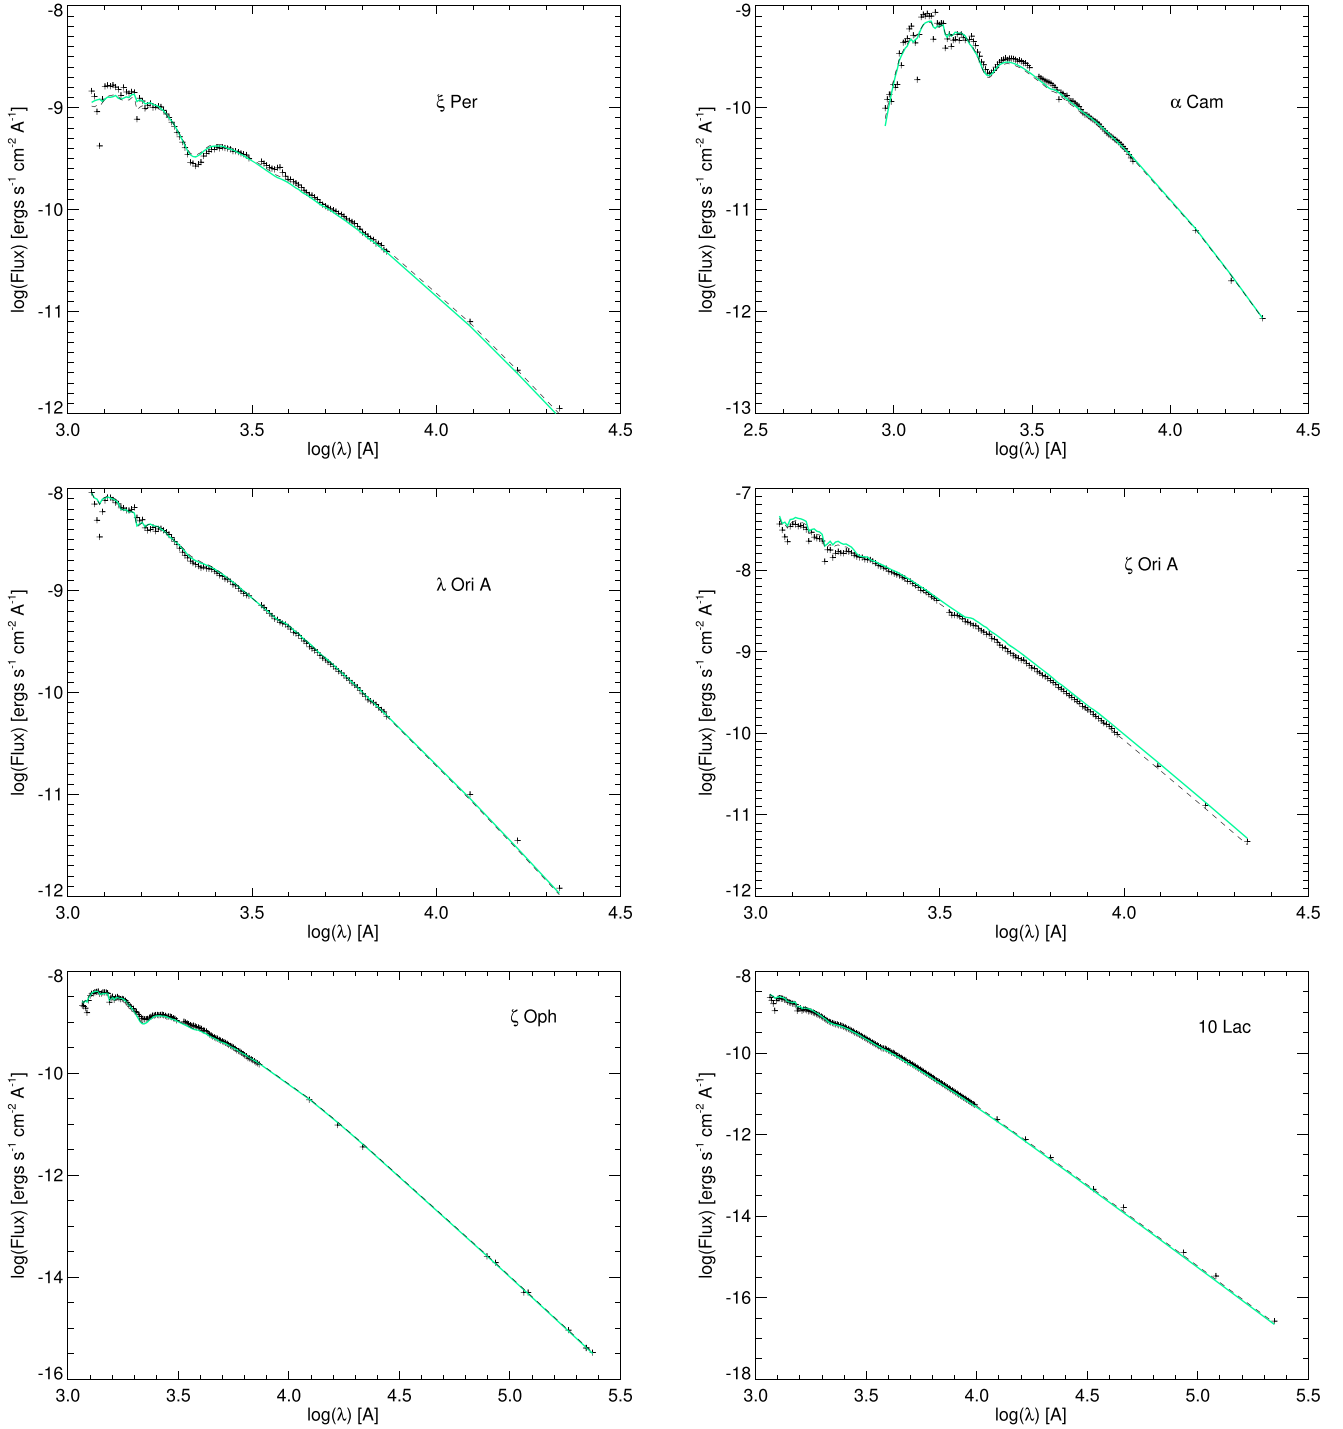 -8
-9
-10
-11
-12
3.0 3.5 4.0 4.5
log(λ) [A]
log(Flux) [ergs s⁻¹ cm⁻² A⁻¹]
ξ Per
-9
-10
-11
-12
-13
2.5 3.0 3.5 4.0 4.5
log(λ) [A]
log(Flux) [ergs s⁻¹ cm⁻² A⁻¹]
α Cam
-8
-9
-10
-11
-12
3.0 3.5 4.0 4.5
log(λ) [A]
log(Flux) [ergs s⁻¹ cm⁻² A⁻¹]
λ Ori A
-7
-8
-9
-10
-11
-12
3.0 3.5 4.0 4.5
log(λ) [A]
log(Flux) [ergs s⁻¹ cm⁻² A⁻¹]
ζ Ori A
-8
-10
-12
-14
-16
3.0 3.5 4.0 4.5 5.0 5.5
log(λ) [A]
log(Flux) [ergs s⁻¹ cm⁻² A⁻¹]
ζ Oph
-8
-10
-12
-14
-16
-18
3.0 3.5 4.0 4.5 5.0 5.5
log(λ) [A]
log(Flux) [ergs s⁻¹ cm⁻² A⁻¹]
10 Lac